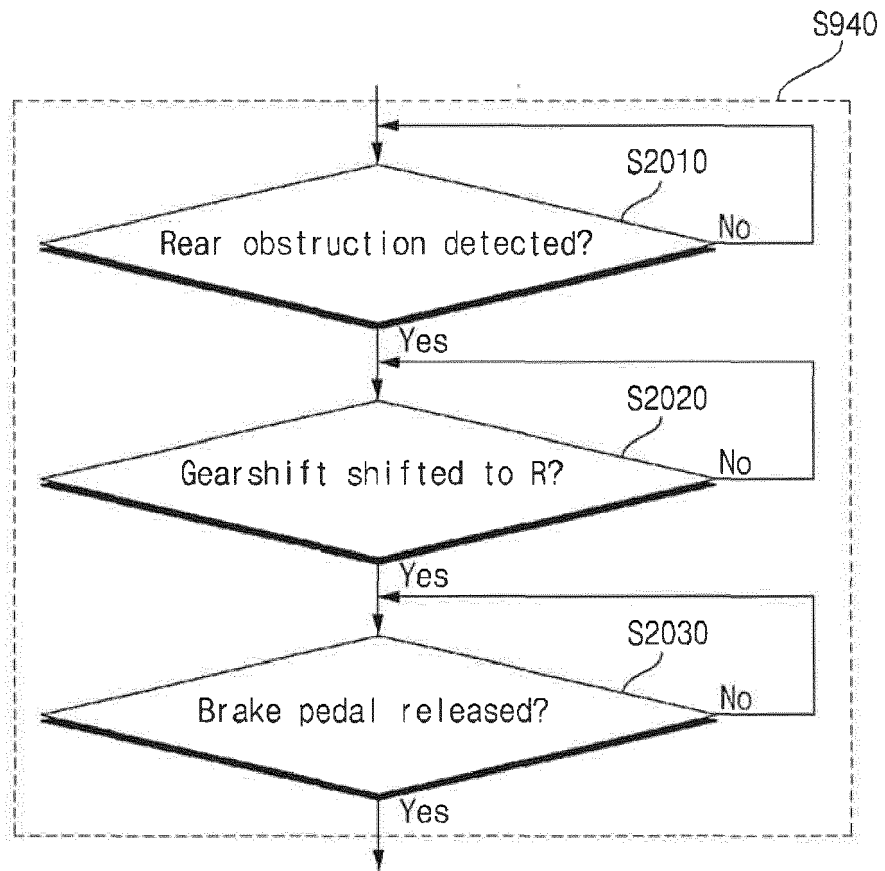 S940
S2010
Rear obstruction detected?
No
Yes
S2020
Gearshift shifted to R?
No
Yes
S2030
Brake pedal released?
No
Yes